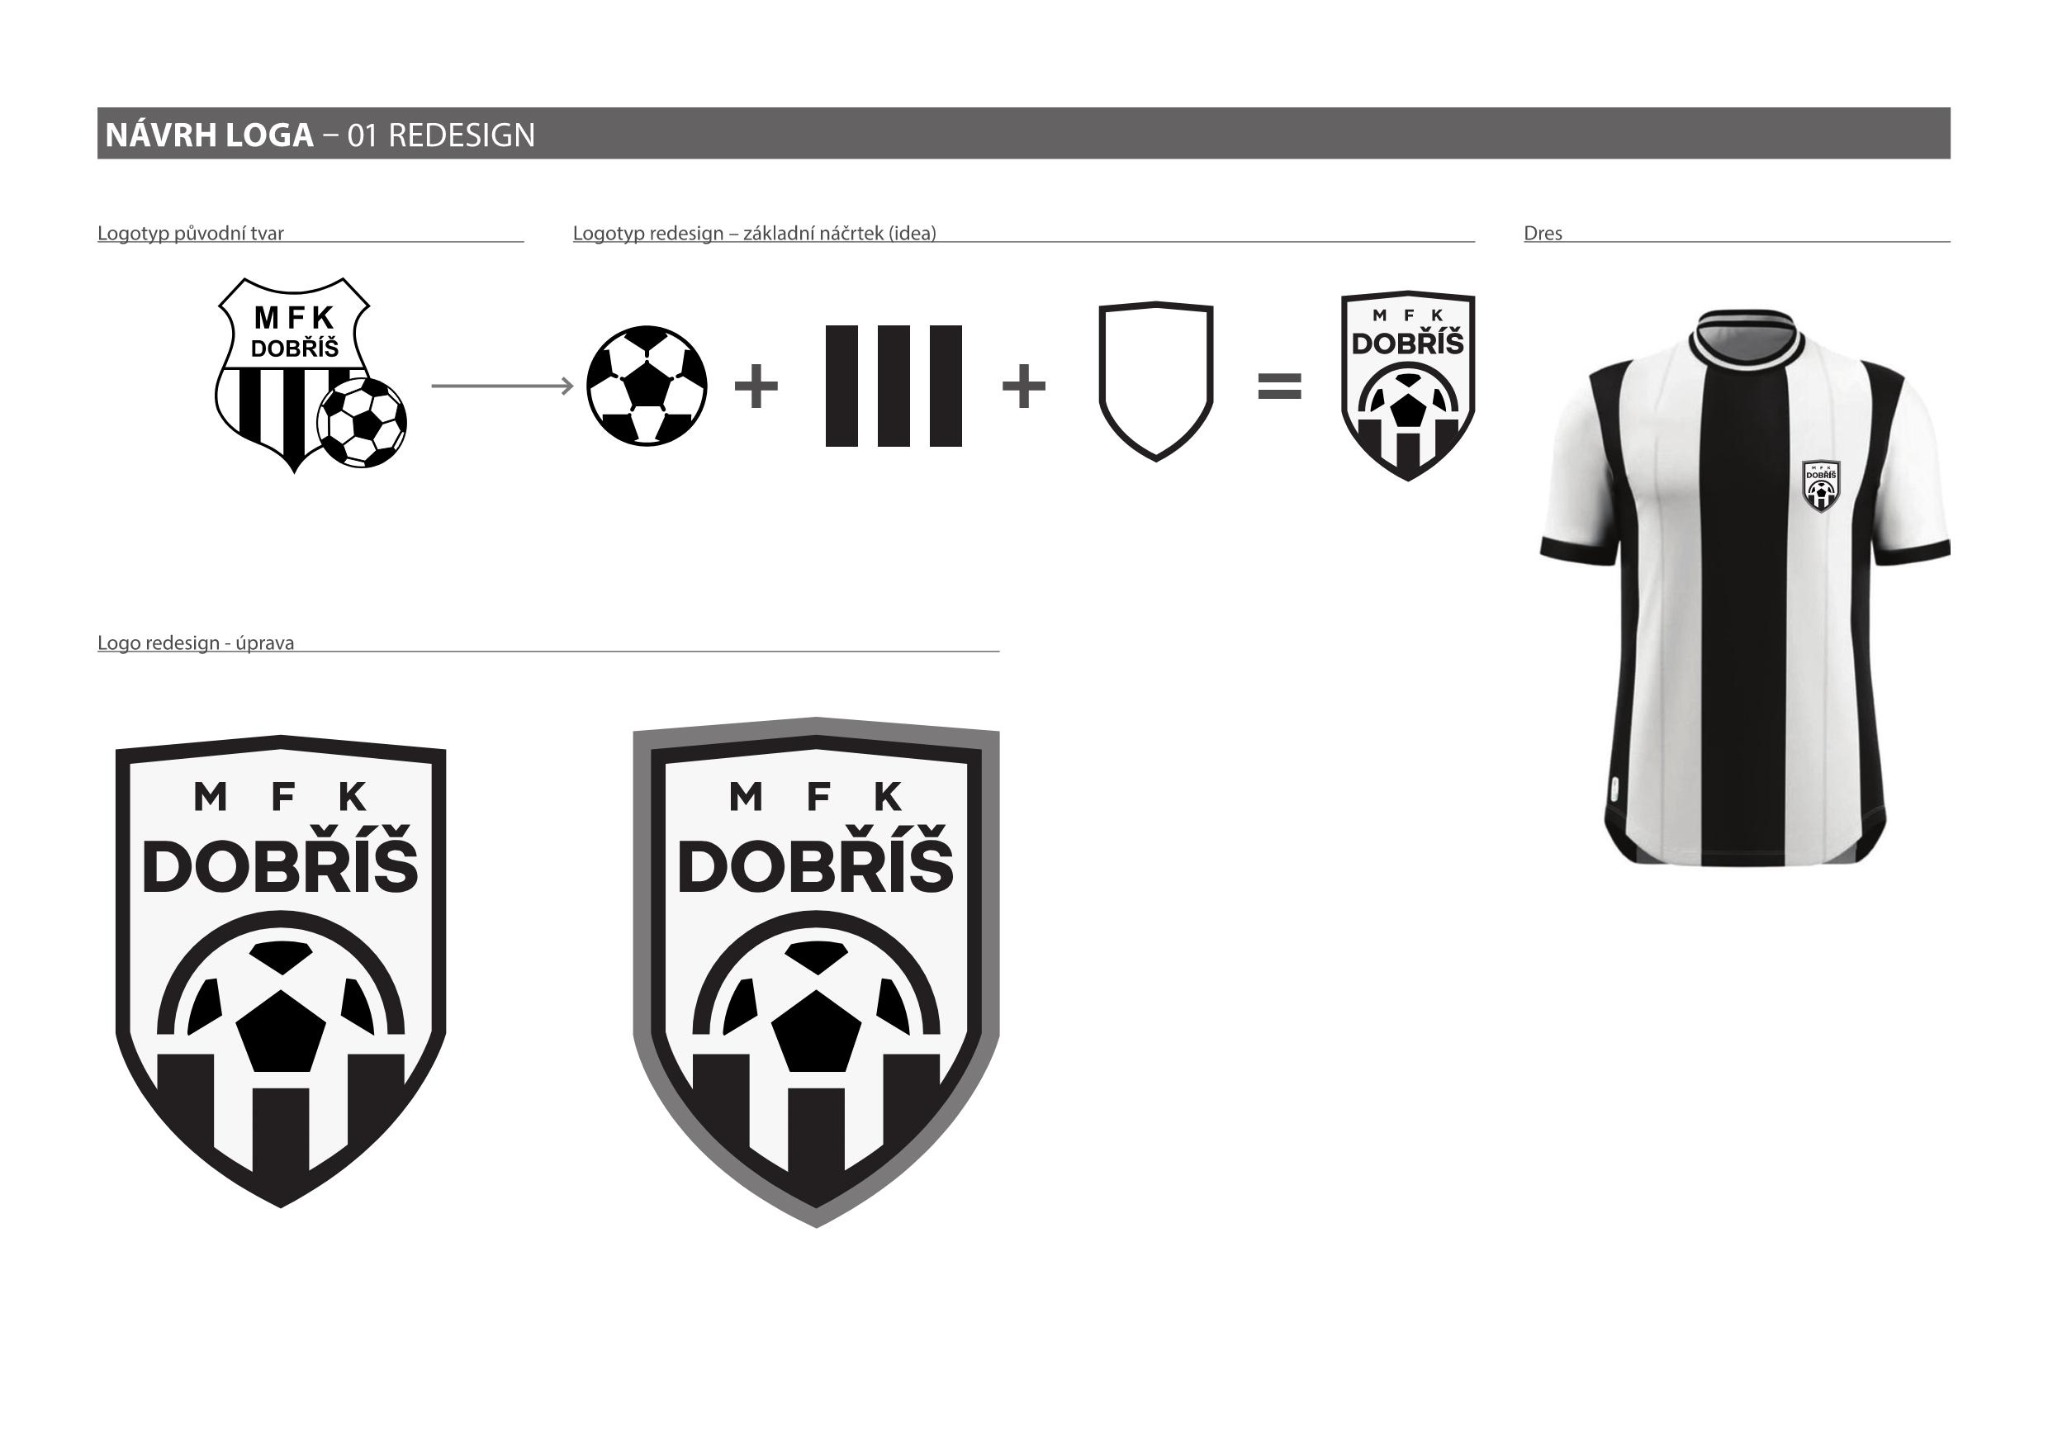 NÁVRH LOGA – 01 REDESIGN
Logotyp původní tvar
Logotyp redesign – základní náčrtek (idea)
Dres
M F K
DOBŘÍŠ
M F K
DOBŘÍŠ
M F K
DOBŘÍŠ
Logo redesign - úprava
M F K
DOBŘÍŠ
M F K
DOBŘÍŠ